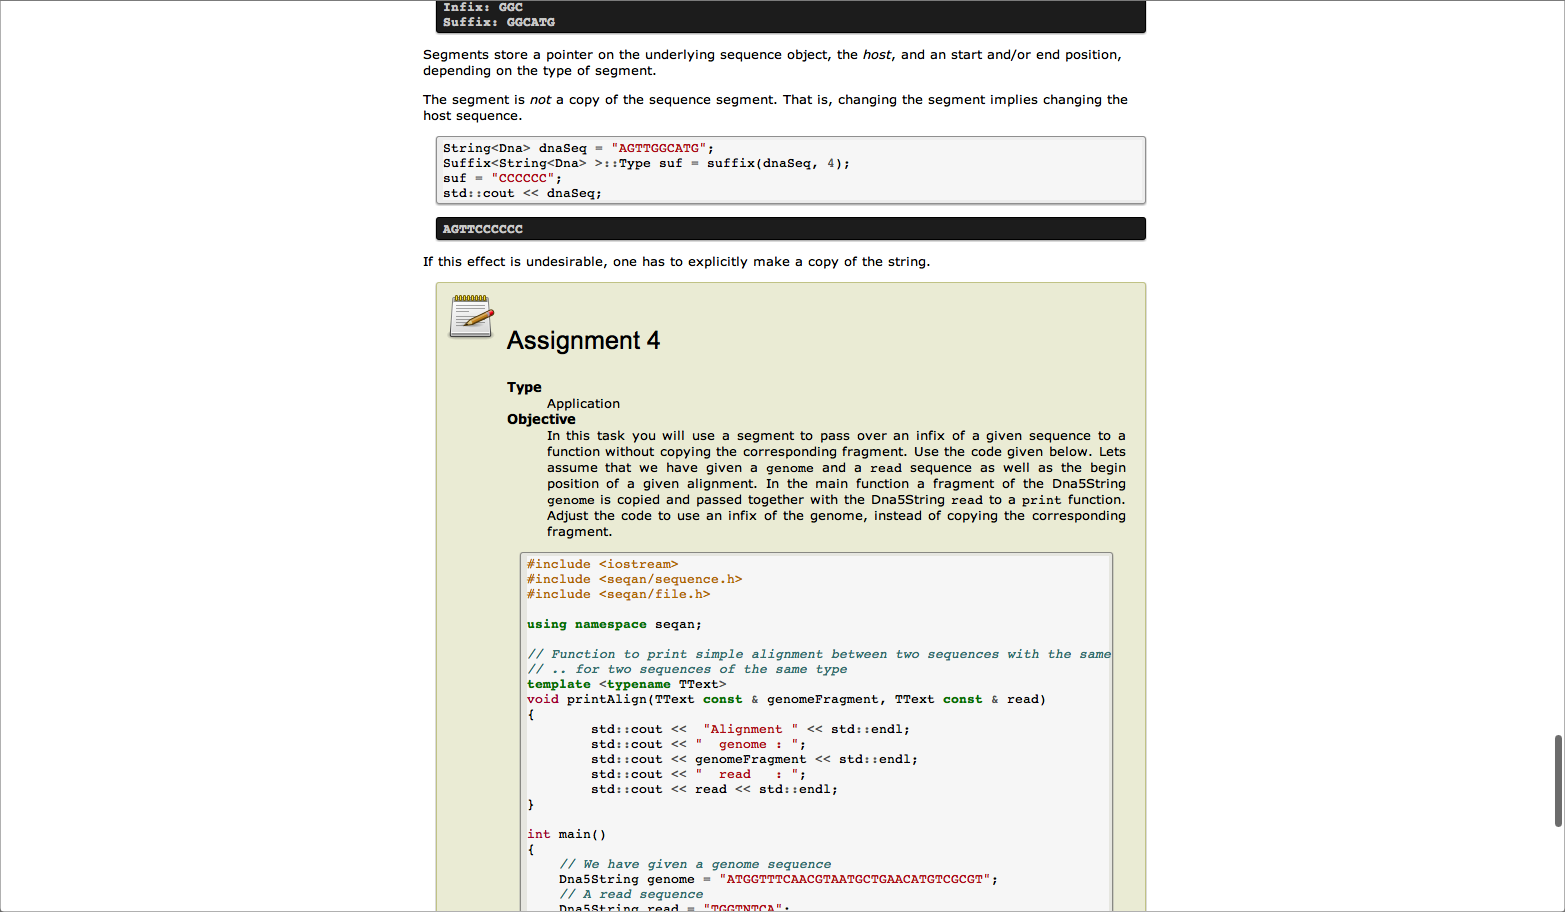 Infix: GGC
Suffix: GGCATG
Segments store a pointer on the underlying sequence object, the host, and an start and/or end position,
depending on the type of segment.
The segment is not a copy of the sequence segment. That is, changing the segment implies changing the
host sequence.
String<Dna> dnaSeq = "AGTTGGCATG";
Suffix<String<Dna> >::Type suf = suffix(dnaSeq, 4);
suf = "CCCCCC";
std::cout << dnaSeq;
AGTTCCCCCC
If this effect is undesirable, one has to explicitly make a copy of the string.
Assignment 4
Type
Application
Objective
In this task you will use a segment to pass over an infix of a given sequence to a
function without copying the corresponding fragment. Use the code given below. Lets
assume that we have given a genome and a read sequence as well as the begin
position of a given alignment. In the main function a fragment of the Dna5String
genome is copied and passed together with the Dna5String read to a print function.
Adjust the code to use an infix of the genome, instead of copying the corresponding
fragment.
#include <iostream>
#include <seqan/sequence.h>
#include <seqan/file.h>
using namespace seqan;
// Function to print simple alignment between two sequences with the same
// .. for two sequences of the same type
template <typename TText>
void printAlign(TText const & genomeFragment, TText const & read)
{
        std::cout <<  "Alignment " << std::endl;
        std::cout << "  genome : ";
        std::cout << genomeFragment << std::endl;
        std::cout << "  read   : ";
        std::cout << read << std::endl;
}
int main()
{
    // We have given a genome sequence
    Dna5String genome = "ATGGTTTCAACGTAATGCTGAACATGTCGCGT";
    // A read sequence
    Dna5String read = "TGGTNTCA";